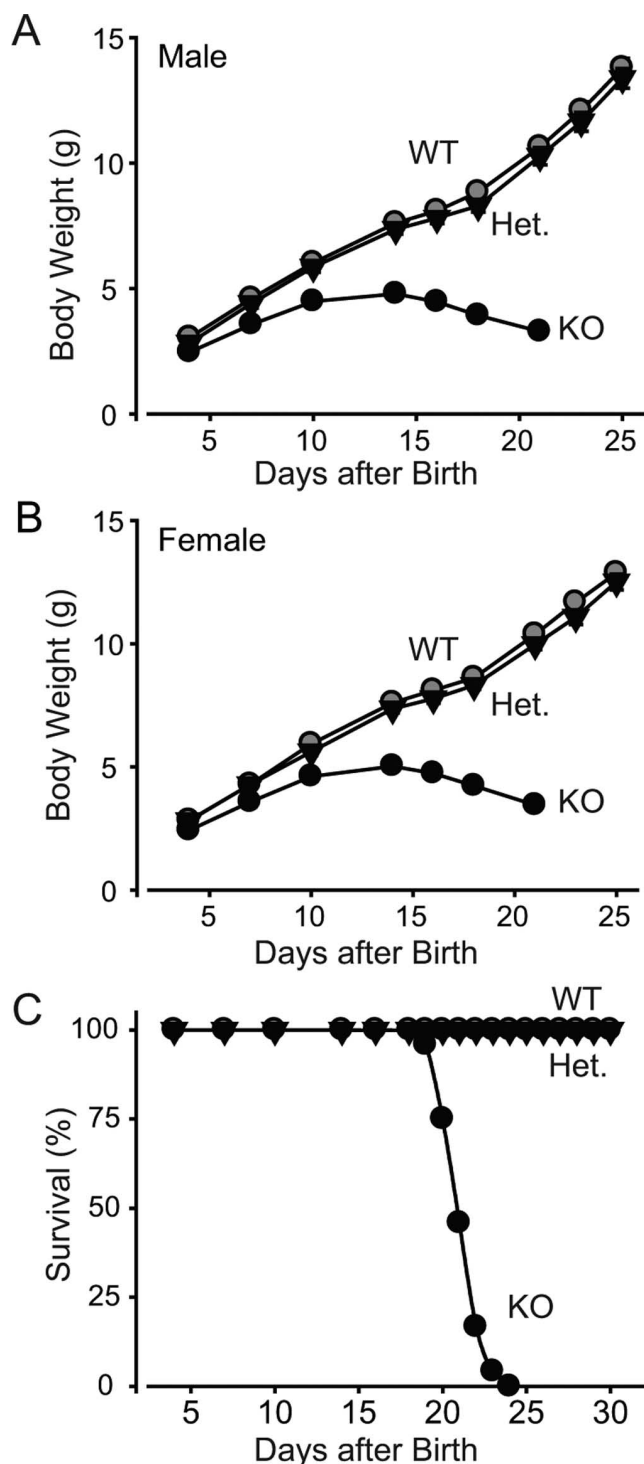 A
Male
15
10
5
0
Body Weight (g)
WT
Het.
KO
5 10 15 20 25
Days after Birth
B
Female
15
10
5
0
Body Weight (g)
WT
Het.
KO
5 10 15 20 25
Days after Birth
C
100
75
50
25
0
Survival (%)
WT
Het.
KO
5 10 15 20 25 30
Days after Birth